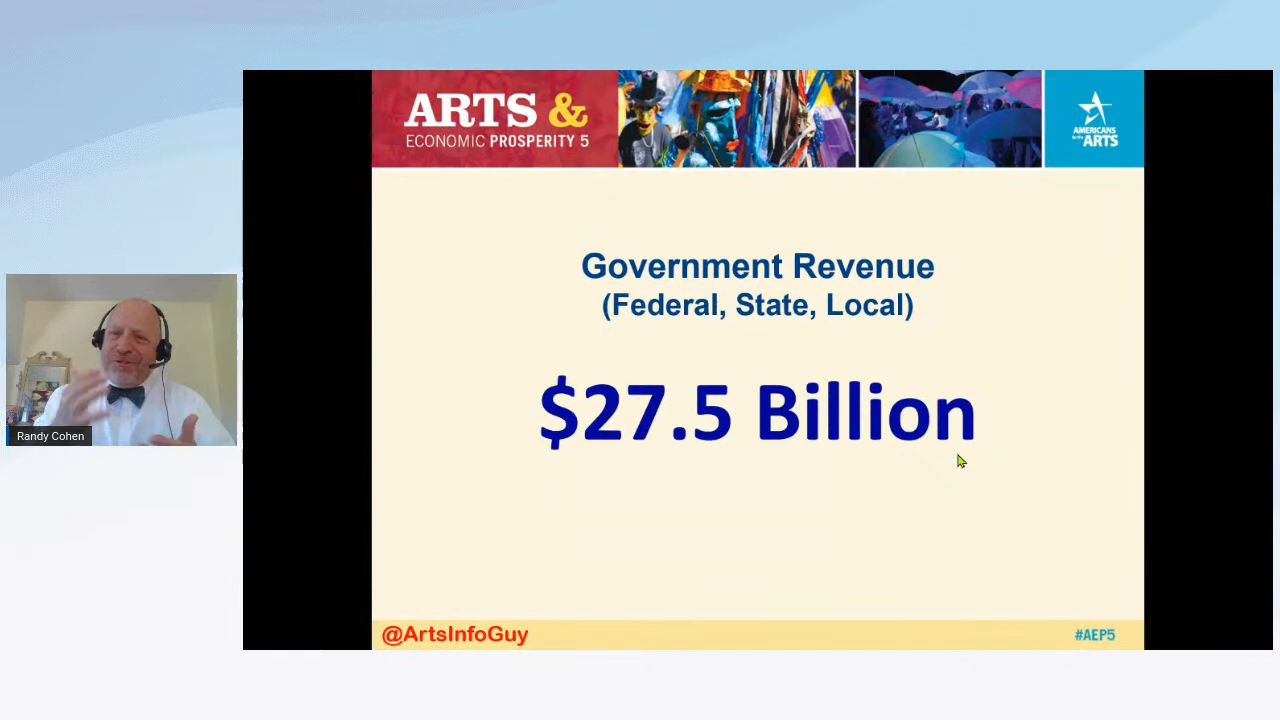 ARTS &
ECONOMIC PROSPERITY 5
AMERICANS
for the ARTS
Government Revenue
(Federal, State, Local)
$27.5 Billion
Randy Cohen
@ArtsInfoGuy
#AEP5